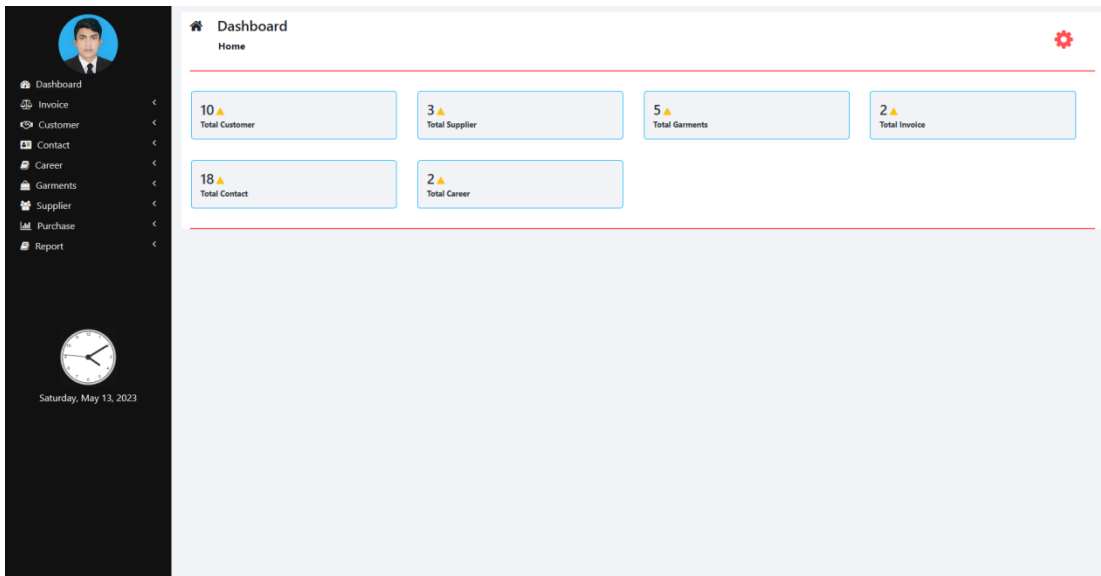 Dashboard
Invoice
Customer
Contact
Career
Garments
Supplier
Purchase
Report
Saturday, May 13, 2023
Dashboard
Home
10
Total Customer
3
Total Supplier
5
Total Garments
2
Total Invoice
18
Total Contact
2
Total Career